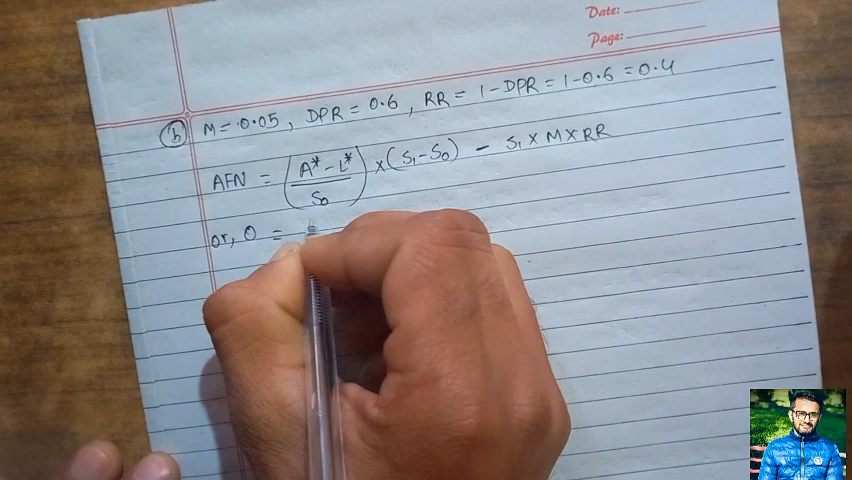 Date:
Page:
(b) M = 0.05, DPR = 0.6, RR = 1-DPR = 1-0.6 = 0.4
AFN = (A* - L* / S₀) × (S₁-S₀) - S₁ × M × RR
or, 0 =